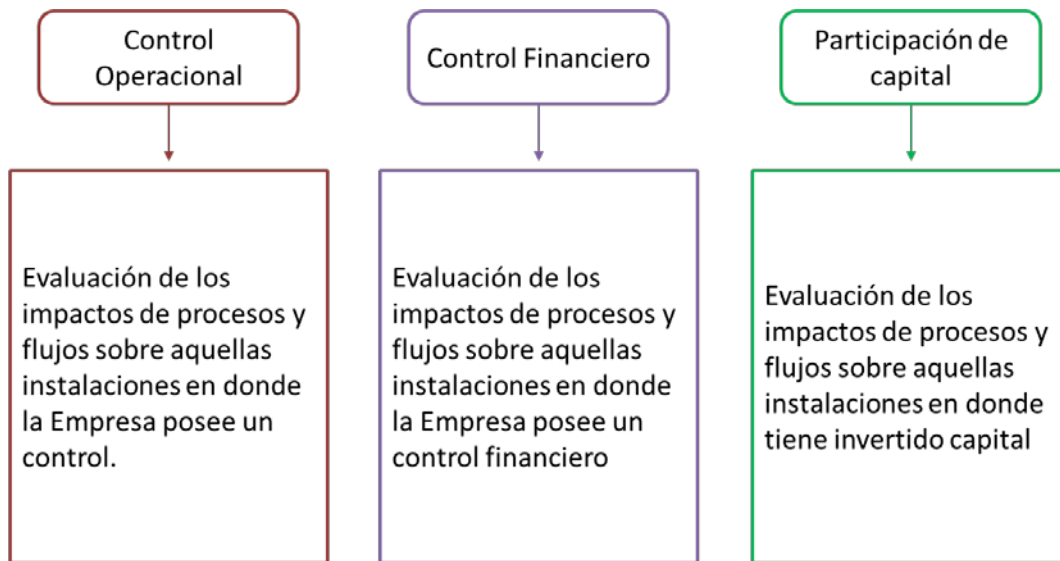 Control
Operacional
Evaluación de los
impactos de procesos y
flujos sobre aquellas
instalaciones en donde
la Empresa posee un
control.
Control Financiero
Evaluación de los
impactos de procesos y
flujos sobre aquellas
instalaciones en donde
la Empresa posee un
control financiero
Participación de
capital
Evaluación de los
impactos de procesos y
flujos sobre aquellas
instalaciones en donde
tiene invertido capital